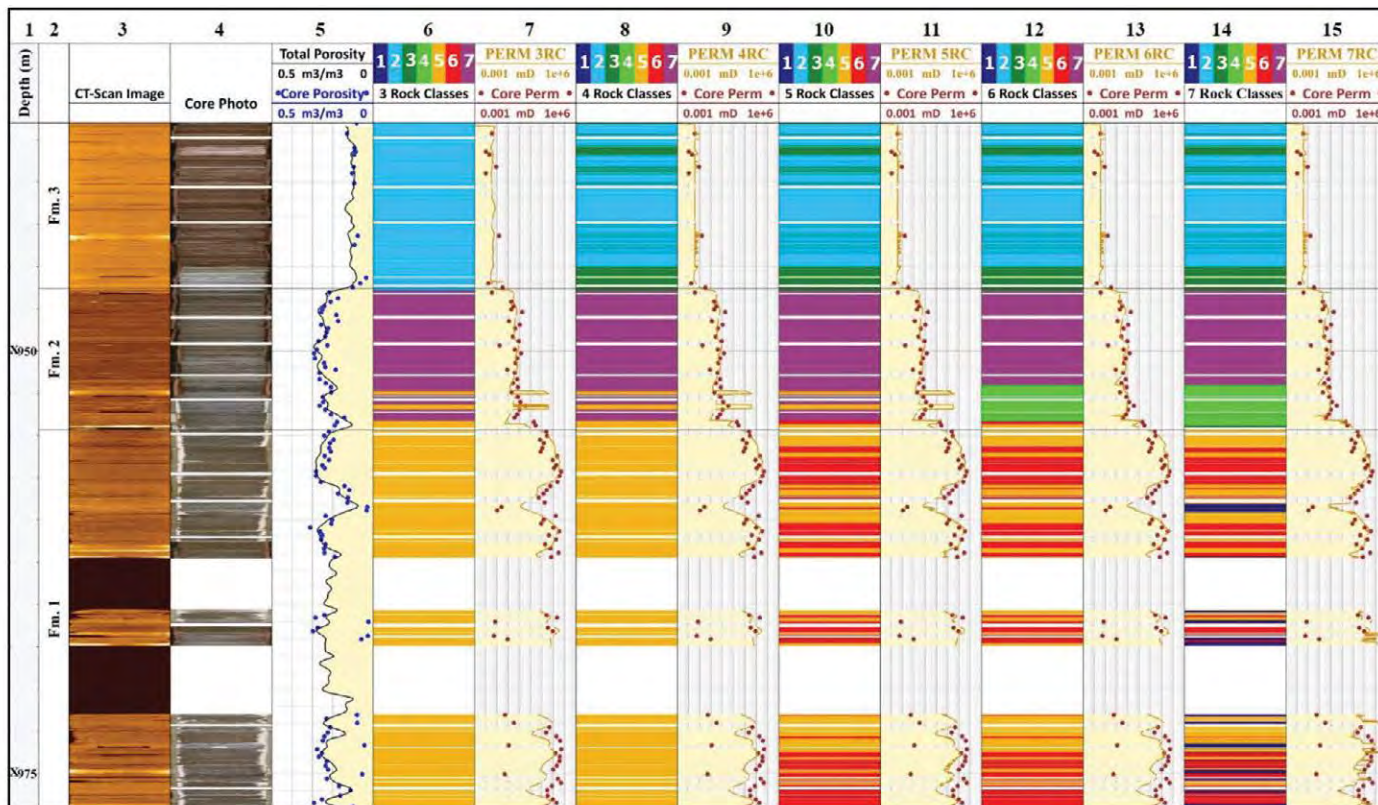 1 2 3 4 5 6 7 8 9 10 11 12 13 14 15
Depth (m)
CT-Scan Image
Core Photo
Total Porosity
0.5 m3/m3 0
Core Porosity
0.5 m3/m3 0
1 2 3 4 5 6 7
3 Rock Classes
PERM 3RC
0.001 mD 1e+6
Core Perm
0.001 mD 1e+6
1 2 3 4 5 6 7
4 Rock Classes
PERM 4RC
0.001 mD 1e+6
Core Perm
0.001 mD 1e+6
1 2 3 4 5 6 7
5 Rock Classes
PERM 5RC
0.001 mD 1e+6
Core Perm
0.001 mD 1e+6
1 2 3 4 5 6 7
6 Rock Classes
PERM 6RC
0.001 mD 1e+6
Core Perm
0.001 mD 1e+6
1 2 3 4 5 6 7
7 Rock Classes
PERM 7RC
0.001 mD 1e+6
Core Perm
0.001 mD 1e+6
Fm. 3
X950
Fm. 2
Fm. 1
X975